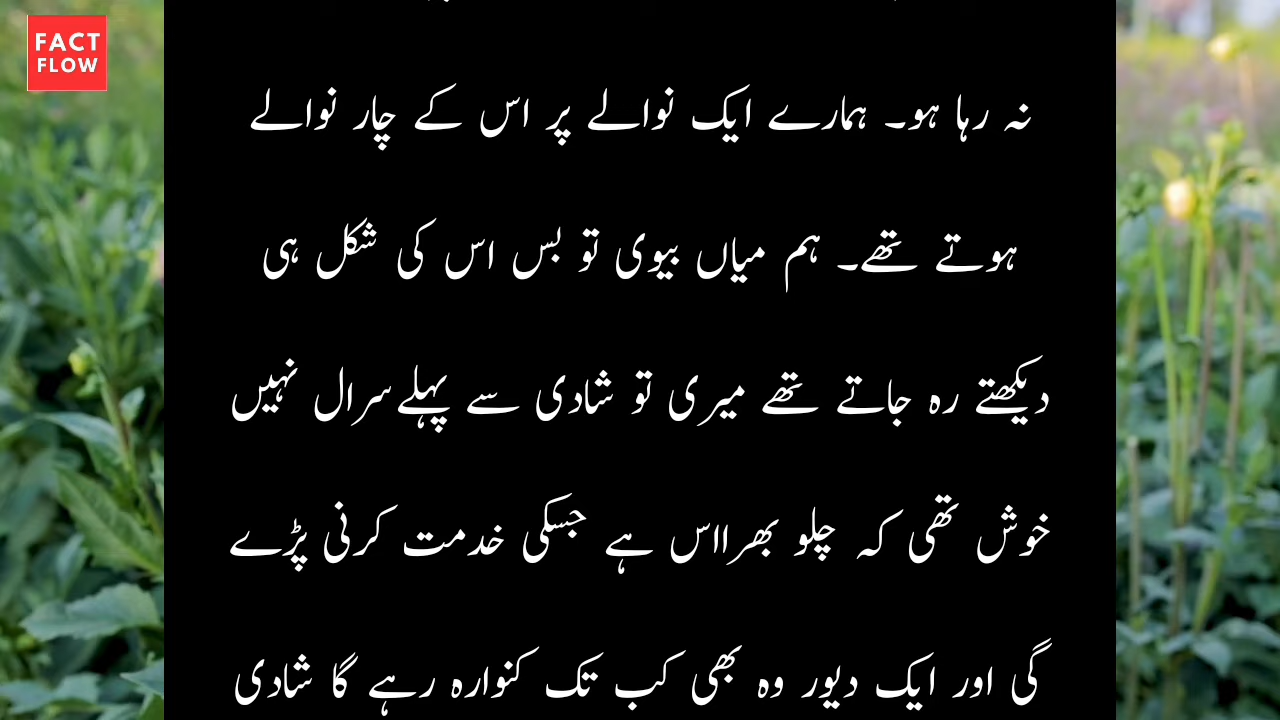 FACT
FLOW
نہ رہا ہو۔ ہمارے ایک نوالے پر اس کے چار نوالے
ہوتے تھے۔ ہم میاں بیوی تو بس اس کی شکل ہی
دیکھتے رہ جاتے تھے میری تو شادی سے پہلے سرال نہیں
خوش تھی کہ چلو بھرااس ہے جسکی خدمت کرنی پڑے
گی اور ایک دیور وہ بھی کب تک کنوارہ رہے گا شادی